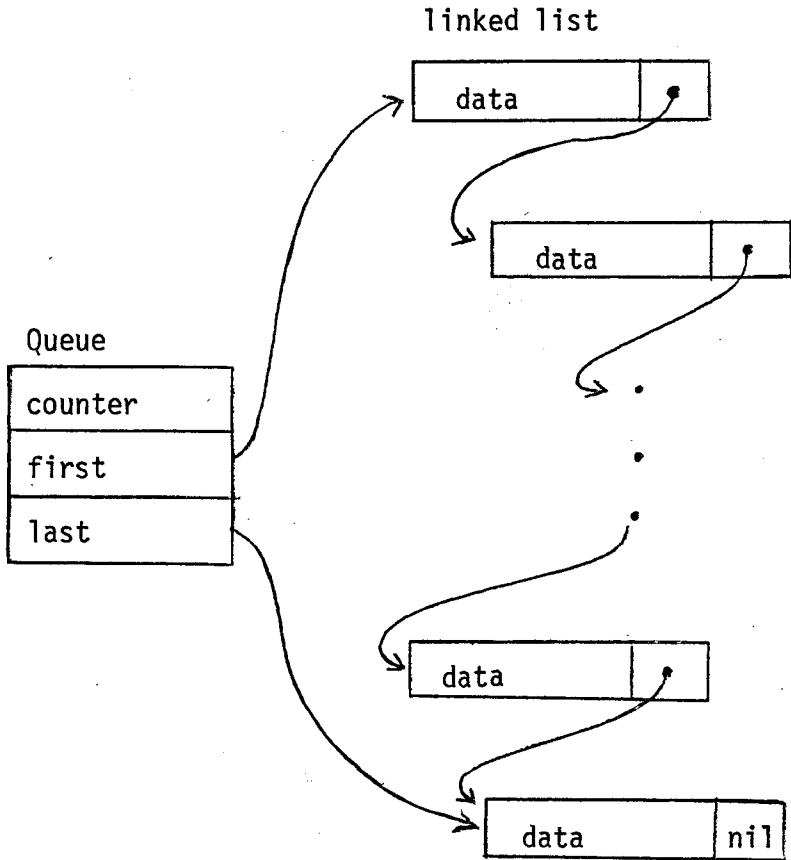 linked list
data
data
Queue
counter
first
last
data
data nil